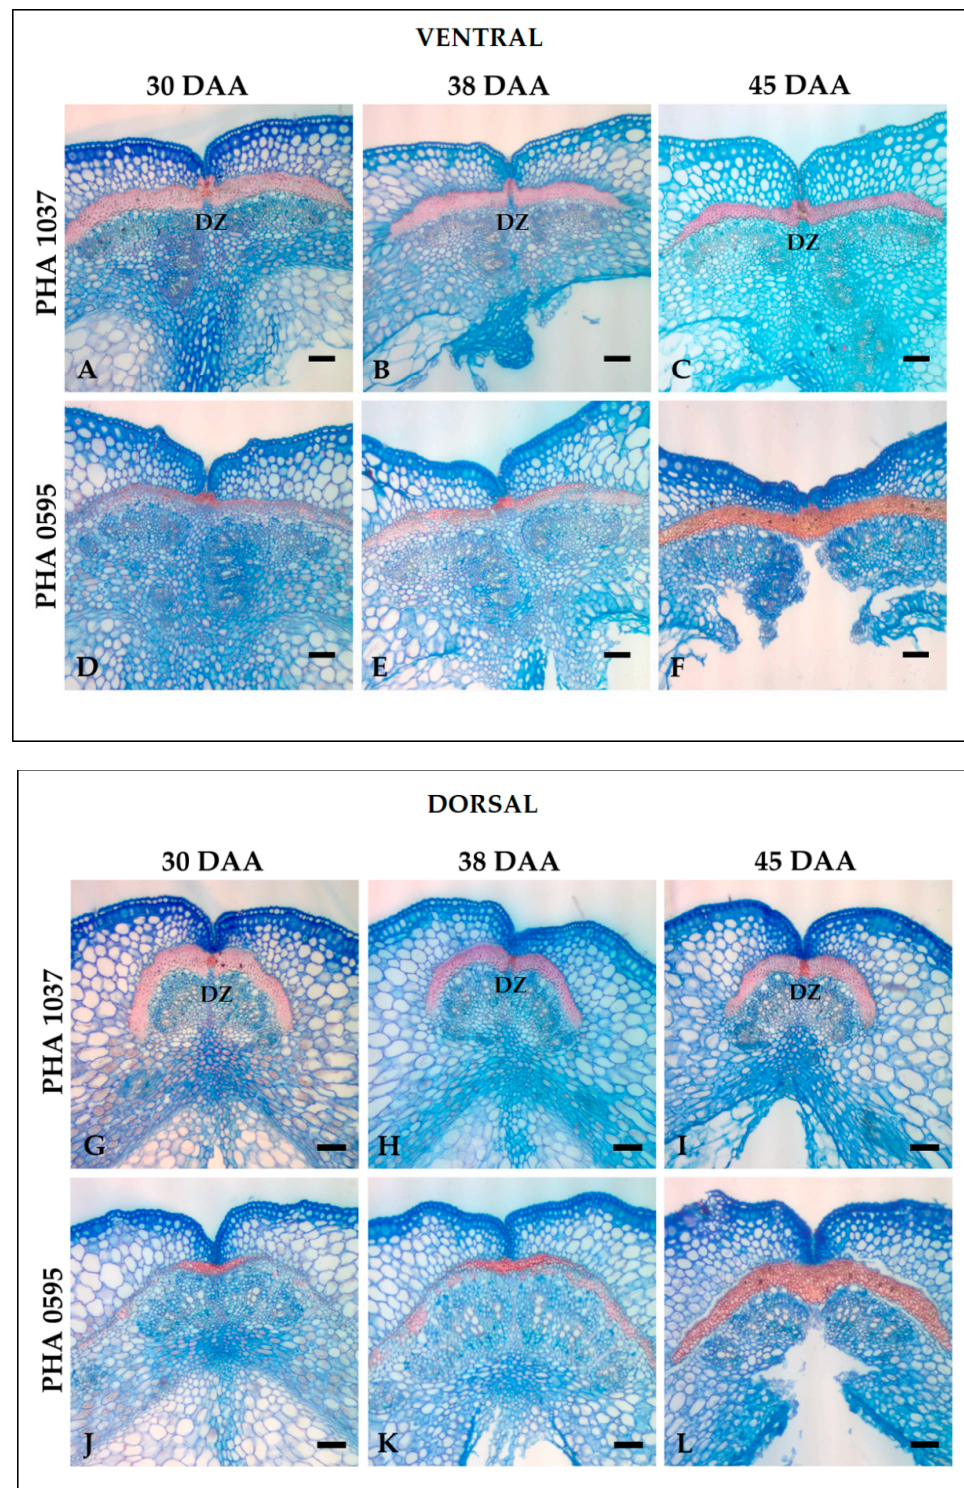 VENTRAL
30 DAA
38 DAA
45 DAA
PHA 1037
DZ
DZ
DZ
A
B
C
PHA 0595
D
E
F
DORSAL
30 DAA
38 DAA
45 DAA
PHA 1037
DZ
DZ
DZ
G
H
I
PHA 0595
J
K
L